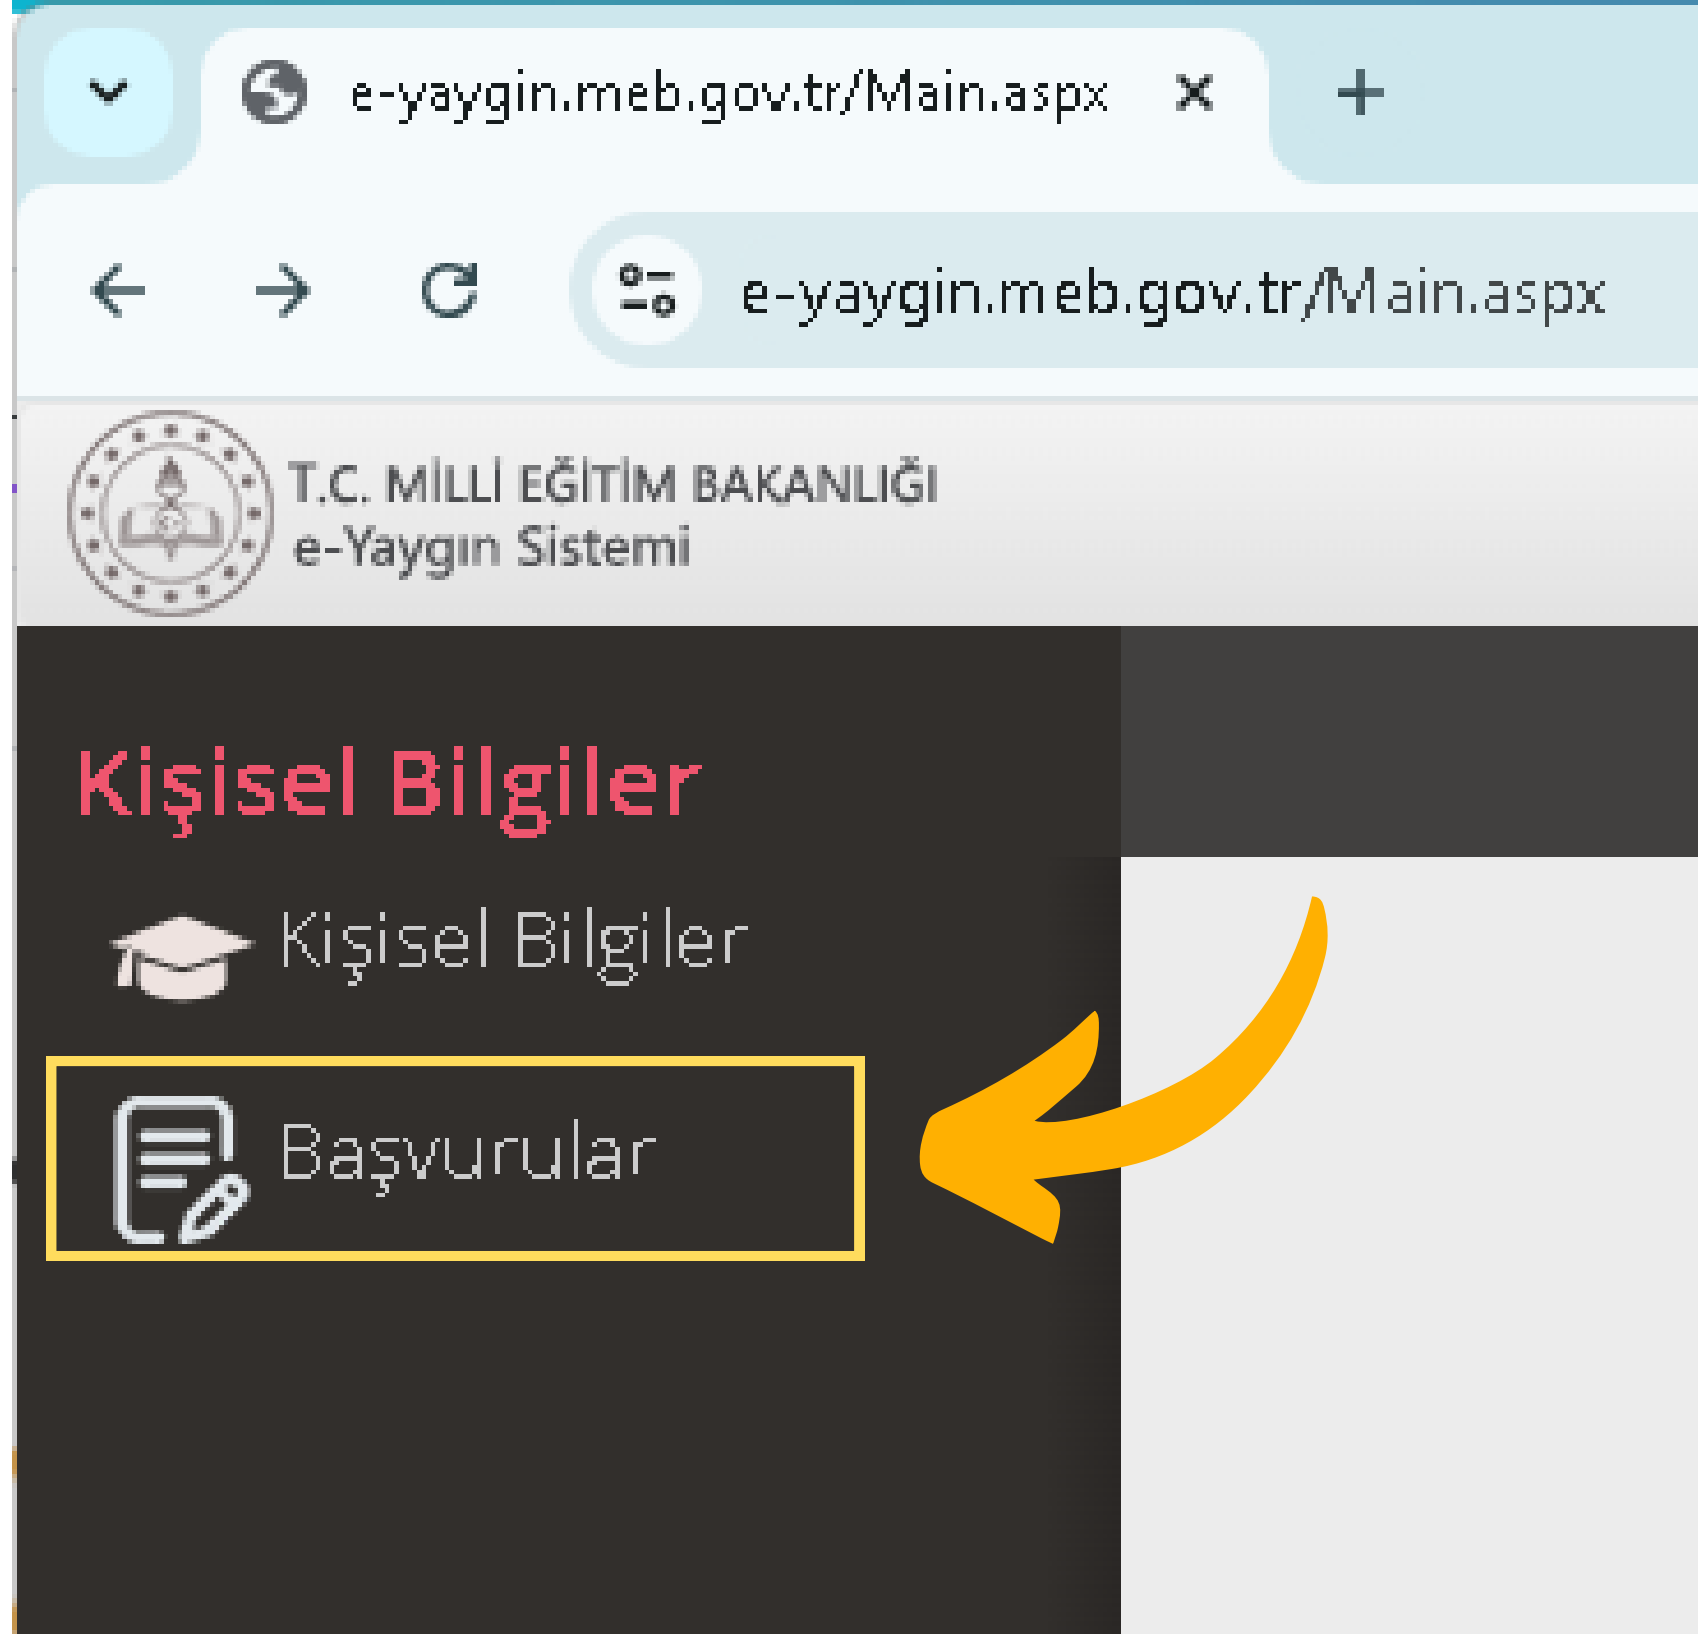 e-yaygin.meb.gov.tr/Main.aspx
e-yaygin.meb.gov.tr/Main.aspx
T.C. MİLLİ EĞİTİM BAKANLIĞI
e-Yaygın Sistemi
Kişisel Bilgiler
Kişisel Bilgiler
Başvurular